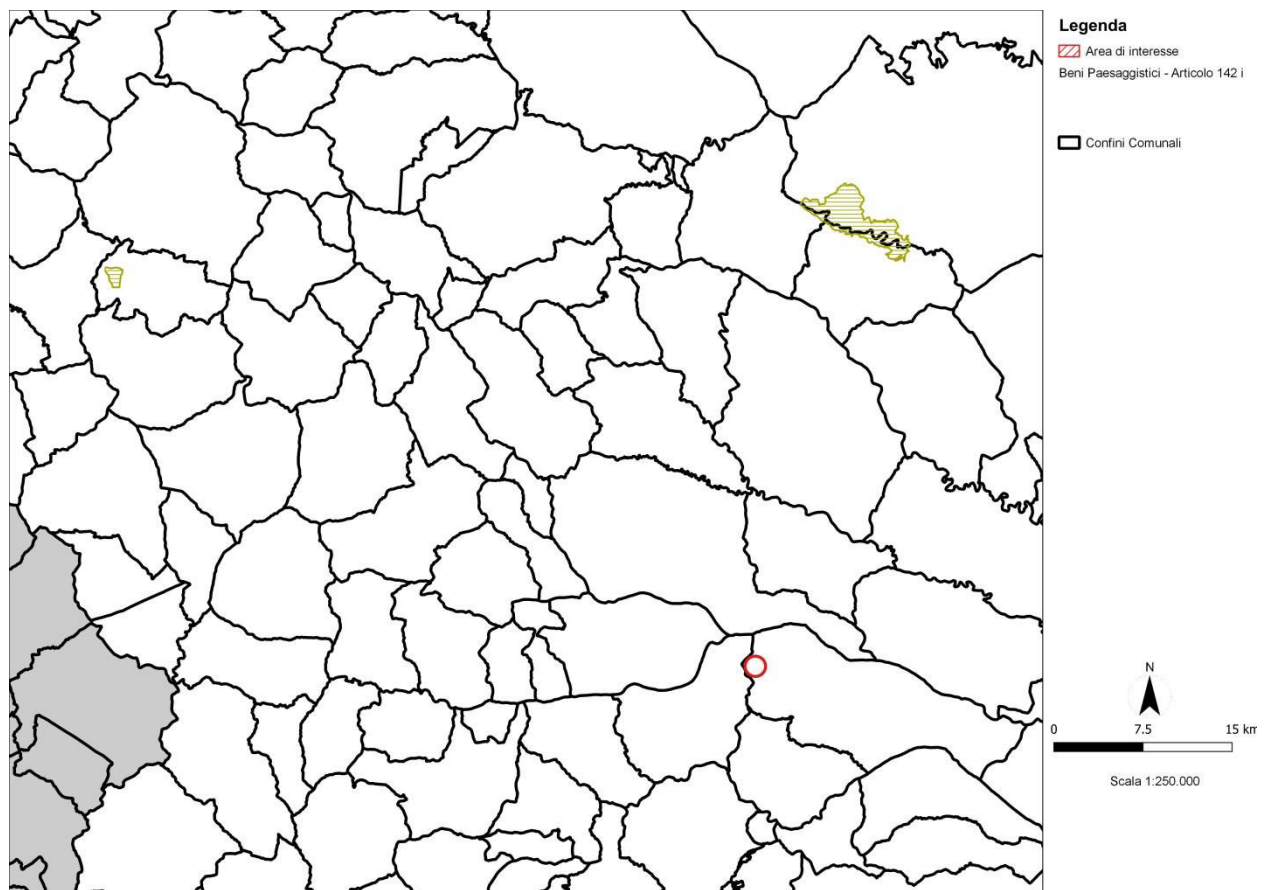 Legenda
Area di interesse
Beni Paesaggistici - Articolo 142 i
Confini Comunali
N
0 7.5 15 km
Scala 1:250.000